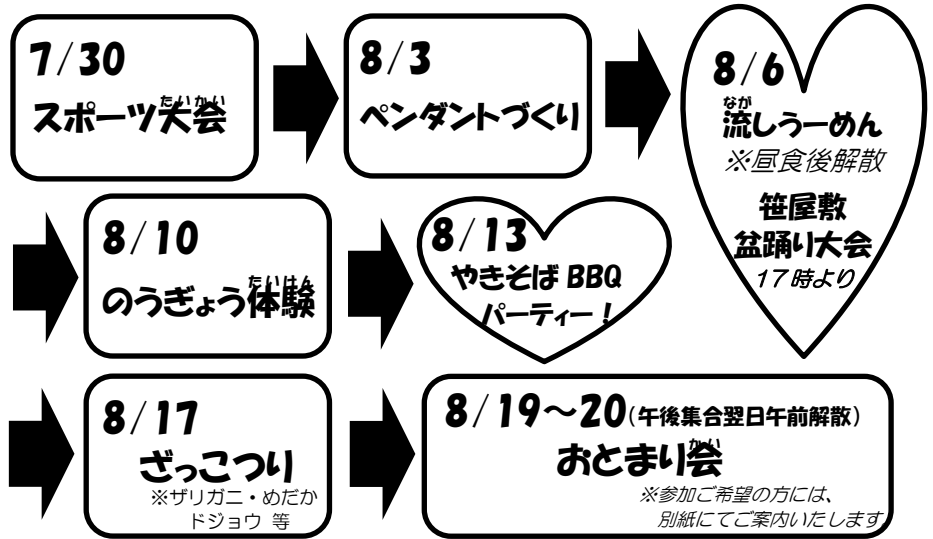 7/30
スポーツ大会
たいかい
8/3
ペンダントづくり
8/6
なが
流しうーめん
※昼食後解散
笹屋敷
盆踊り大会
17時より
8/10
たいけん
のうぎょう体験
8/13
やきそばBBQ
パーティー！
8/17
ざっこつり
※ザリガニ・めだか
ドジョウ 等
8/19～20(午後集合翌日午前解散)
かい
おとまり会
※参加ご希望の方には、
別紙にてご案内いたします